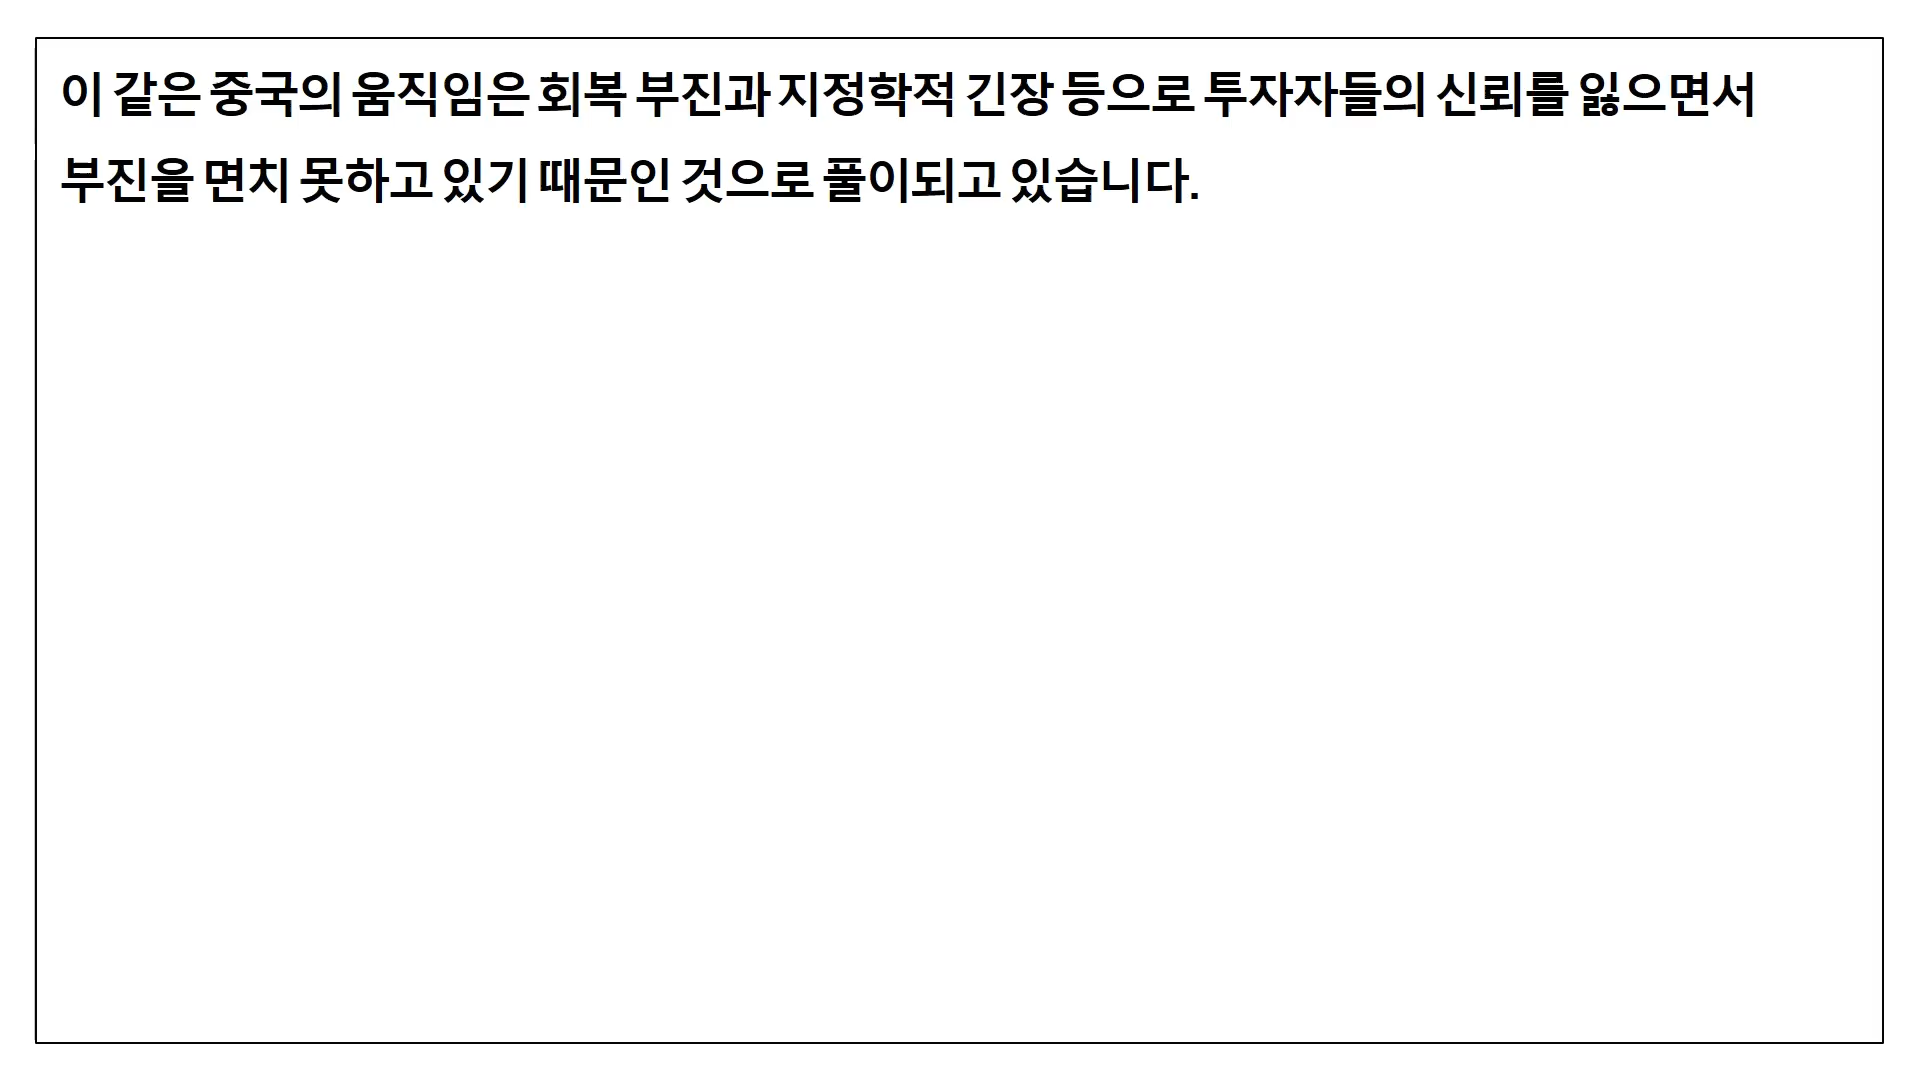 이 같은 중국의 움직임은 회복 부진과 지정학적 긴장 등으로 투자자들의 신뢰를 잃으면서
부진을 면치 못하고 있기 때문인 것으로 풀이되고 있습니다.